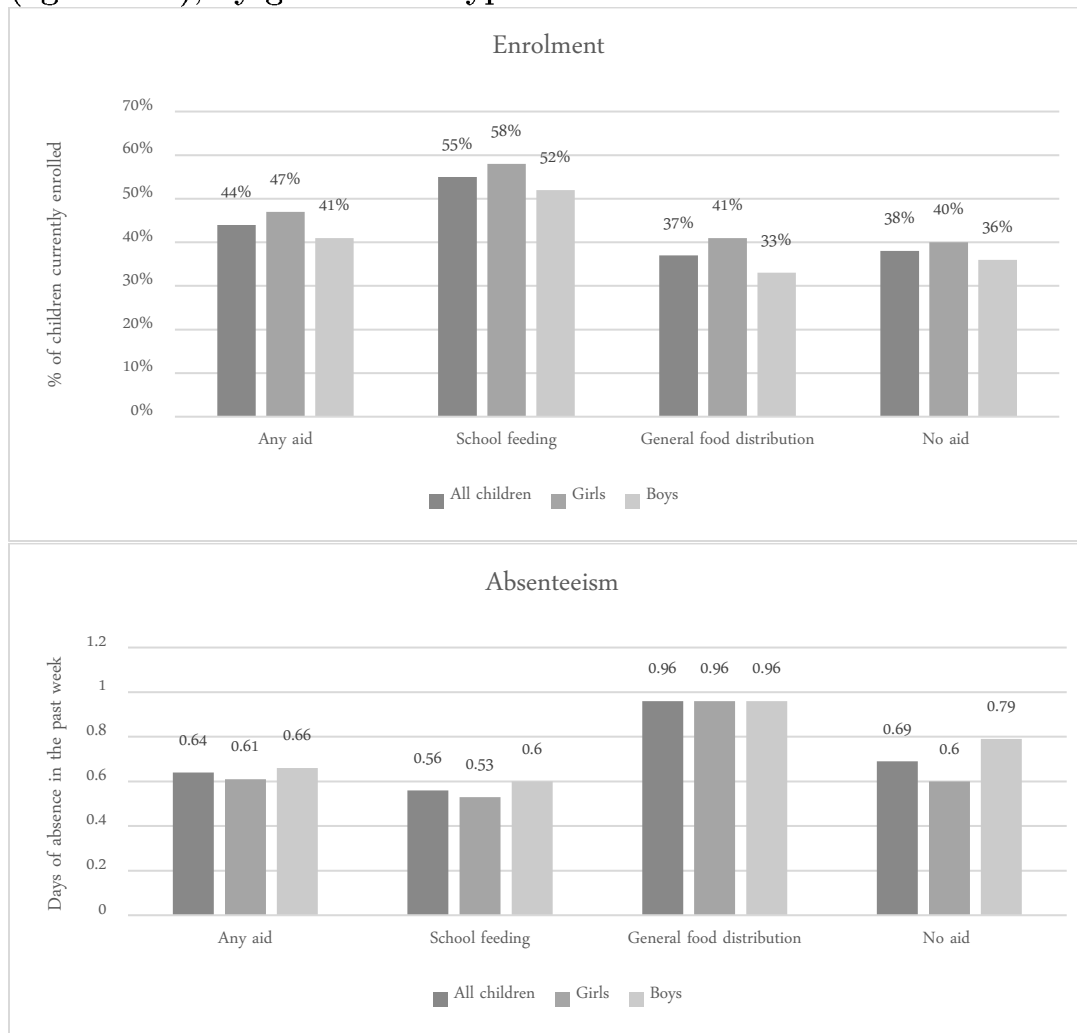 Enrolment
% of children currently enrolled
70%
60%
50%
40%
30%
20%
10%
0%
44% 47% 41% 55% 58% 52% 37% 41% 33% 38% 40% 36%
Any aid School feeding General food distribution No aid
All children Girls Boys
Absenteeism
Days of absence in the past week
1.2
1
0.8
0.6
0.4
0.2
0
0.64 0.61 0.66 0.56 0.53 0.6 0.96 0.96 0.96 0.69 0.6 0.79
Any aid School feeding General food distribution No aid
All children Girls Boys